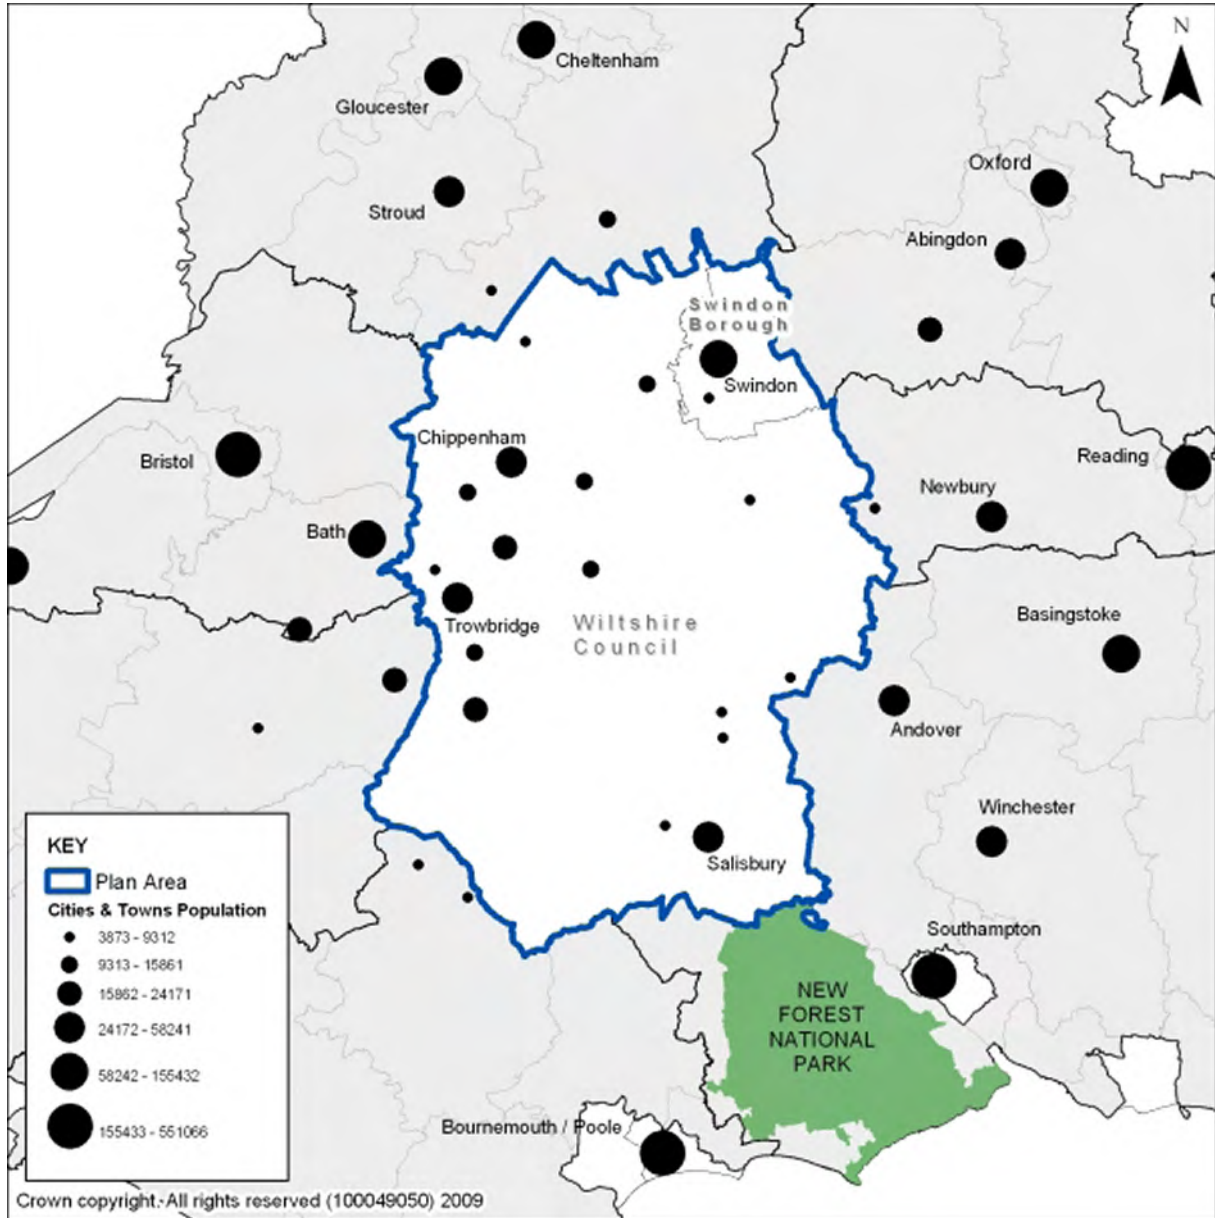 N
Cheltenham
Gloucester
Oxford
Stroud
Abingdon
Swindon
Borough
Swindon
Chippenham
Bristol
Reading
Newbury
Bath
Basingstoke
Trowbridge
Wiltshire
Council
Andover
Winchester
Salisbury
Southampton
NEW
FOREST
NATIONAL
PARK
Bournemouth / Poole
KEY
Plan Area
Cities & Towns Population
3873 - 9312
9313 - 15861
15862 - 24171
24172 - 58241
58242 - 155432
155433 - 551066
Crown copyright. All rights reserved (100049050) 2009